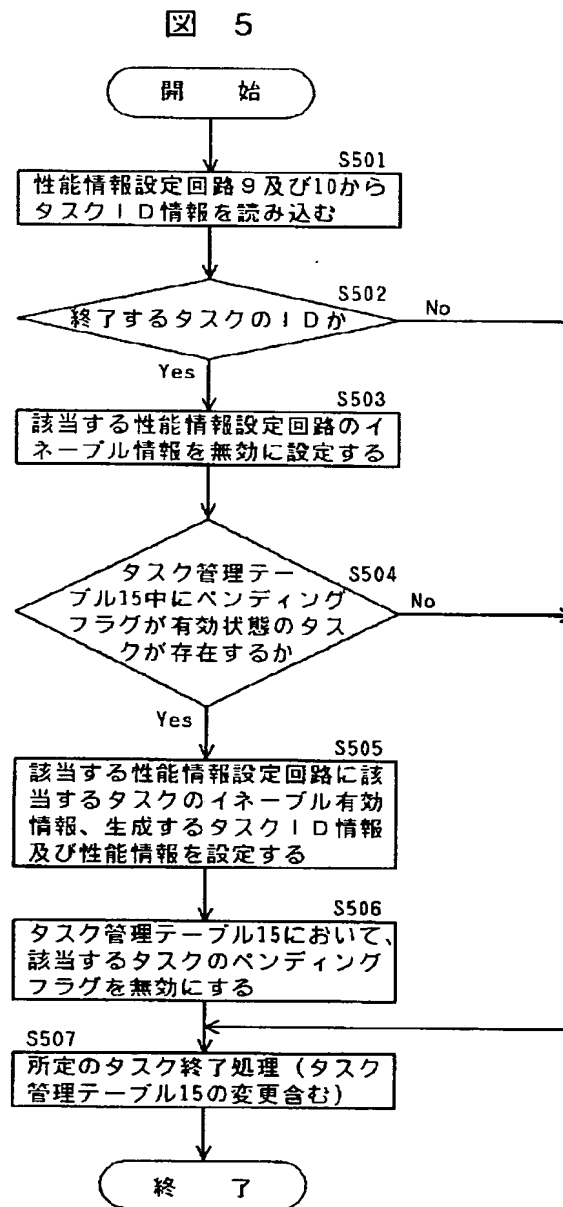 図 5
開 始
S501
性能情報設定回路9及び10から
タスクID情報を読み込む
S502
終了するタスクのIDか
No
Yes
S503
該当する性能情報設定回路のイ
ネーブル情報を無効に設定する
タスク管理テー
S504
ブル15中にペンディング
No
フラグが有効状態のタス
クが存在するか
Yes
S505
該当する性能情報設定回路に該
当するタスクのイネーブル有効
情報、生成するタスクID情報
及び性能情報を設定する
S506
タスク管理テーブル15において、
該当するタスクのペンディング
フラグを無効にする
S507
所定のタスク終了処理(タスク
管理テーブル15の変更含む)
終 了